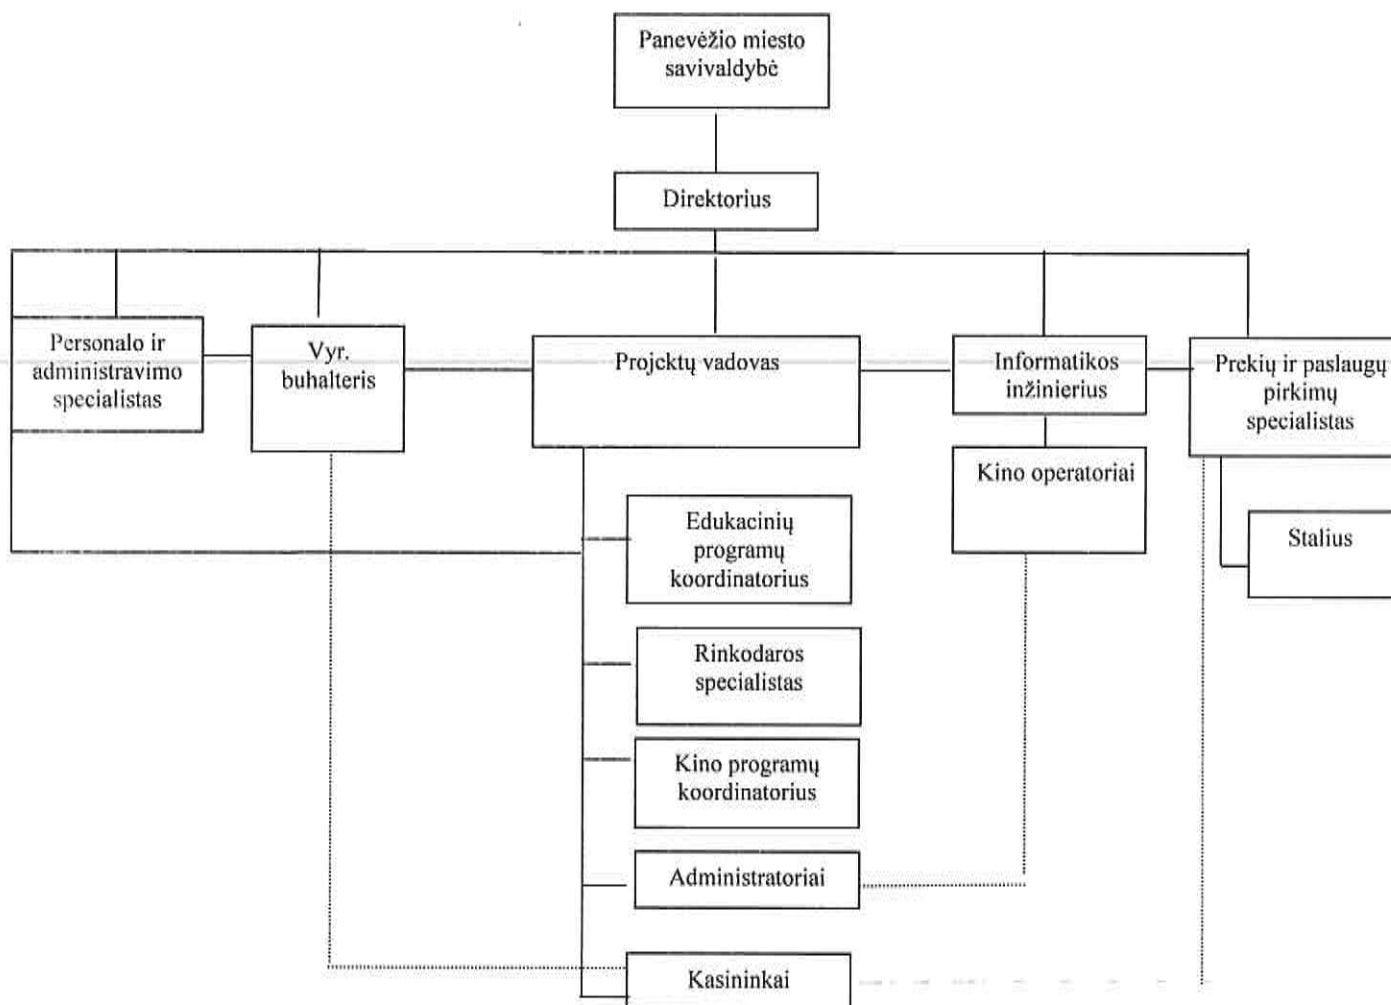 Panevėžio miesto
savivaldybė
Direktorius
Personalo ir
administravimo
specialistas
Vyr.
buhalteris
Projektų vadovas
Informatikos
inžinierius
Prekių ir paslaugų
pirkimų
specialistas
Kino operatoriai
Stalius
Edukacinių
programų
koordinatorius
Rinkodaros
specialistas
Kino programų
koordinatorius
Administratoriai
Kasininkai